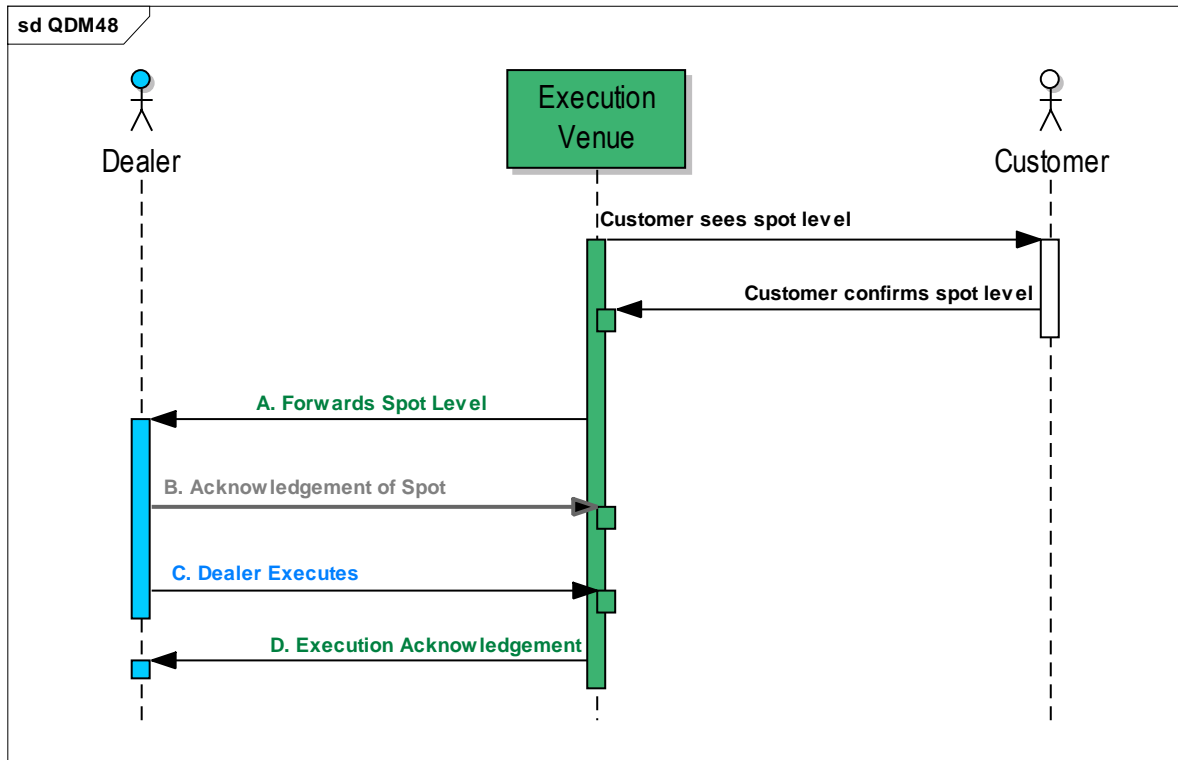 sd QDM48
Dealer
Execution
Venue
Customer
Customer sees spot level
Customer confirms spot level
A. Forwards Spot Level
B. Acknowledgement of Spot
C. Dealer Executes
D. Execution Acknowledgement